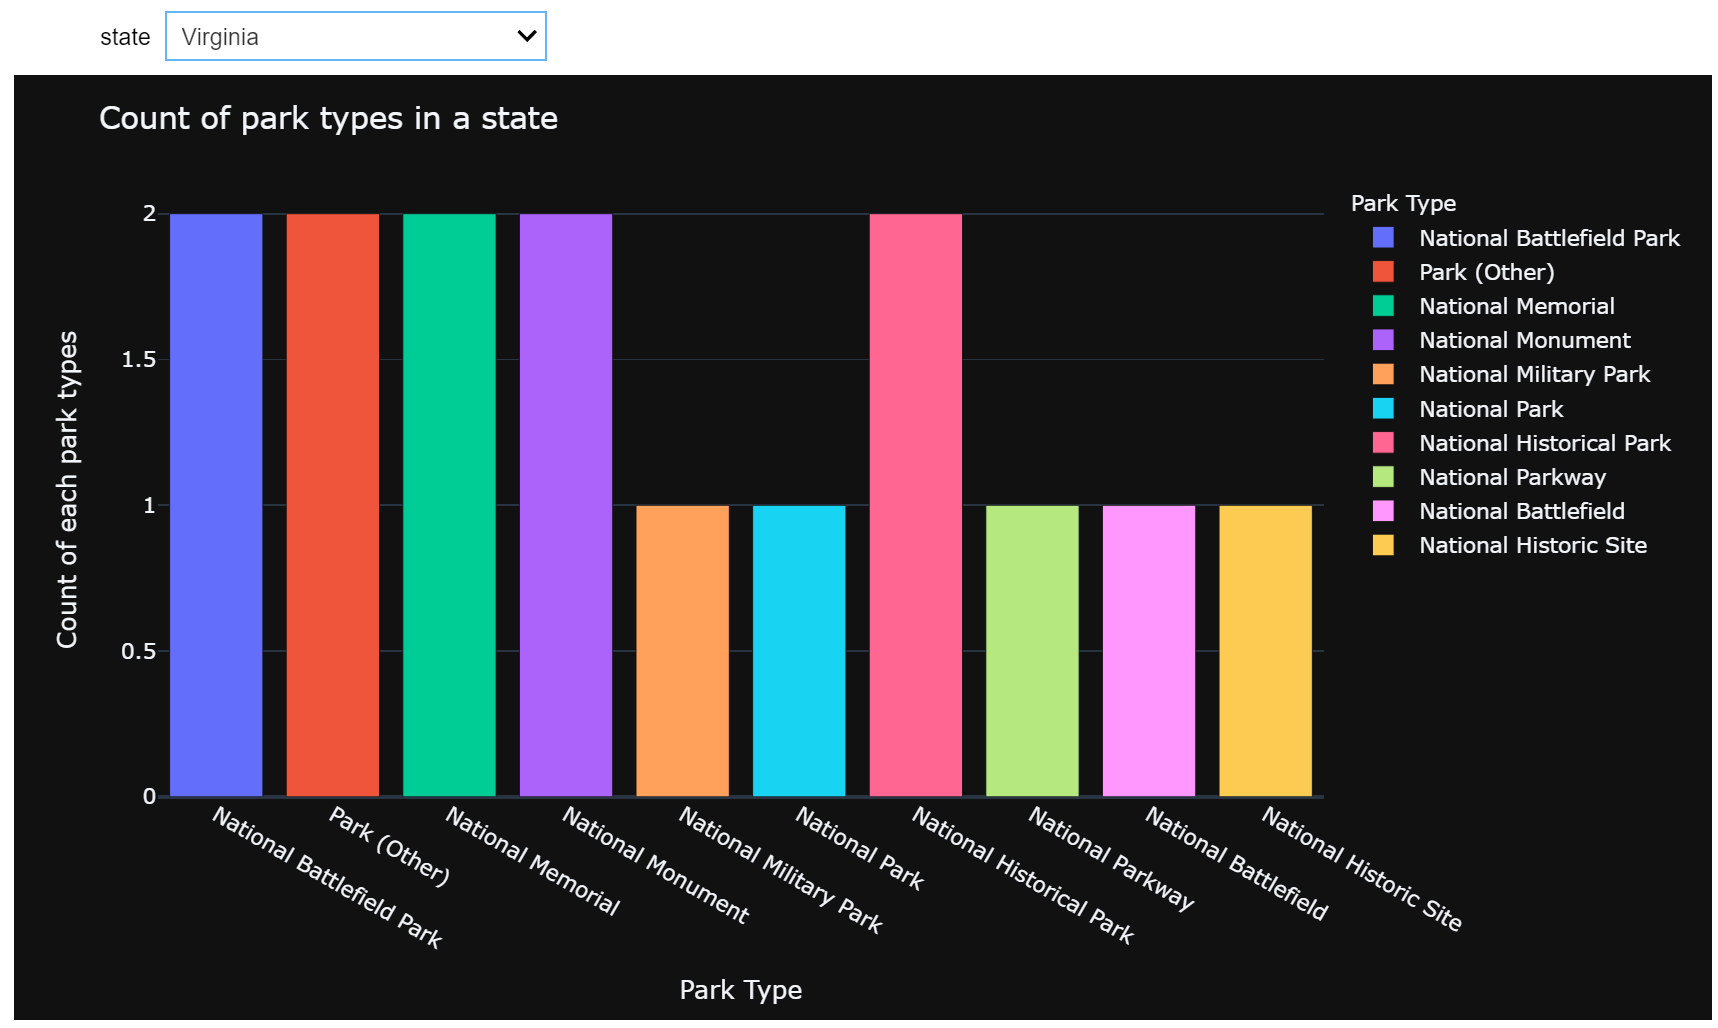 state
Virginia
Count of park types in a state
Count of each park types
2
1.5
1
0.5
0
National Battlefield Park
Park (Other)
National Memorial
National Monument
National Military Park
National Park
National Historical Park
National Parkway
National Battlefield
National Historic Site
Park Type
Park Type
National Battlefield Park
Park (Other)
National Memorial
National Monument
National Military Park
National Park
National Historical Park
National Parkway
National Battlefield
National Historic Site